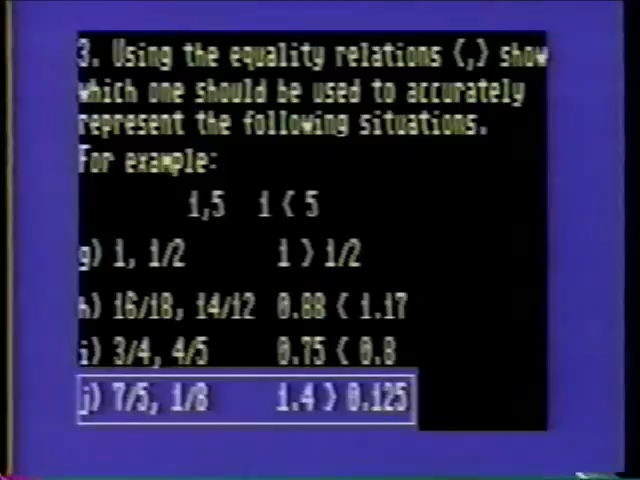 3. Using the equality relations <,> show
which one should be used to accurately
represent the following situations.
For example:
1,5 1 < 5
g) 1, 1/2 1 > 1/2
h) 16/18, 14/12 0.88 < 1.17
i) 3/4, 4/5 0.75 < 0.8
j) 7/5, 1/8 1.4 > 0.125